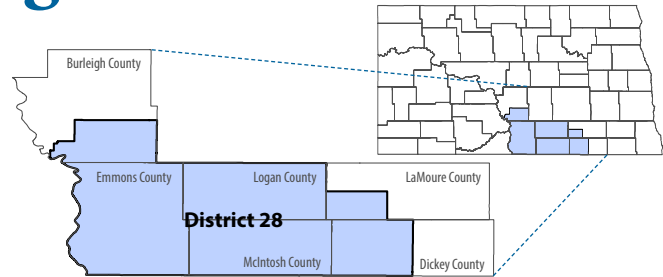 g
Burleigh County
Emmons County
Logan County
LaMoure County
District 28
McIntosh County
Dickey County